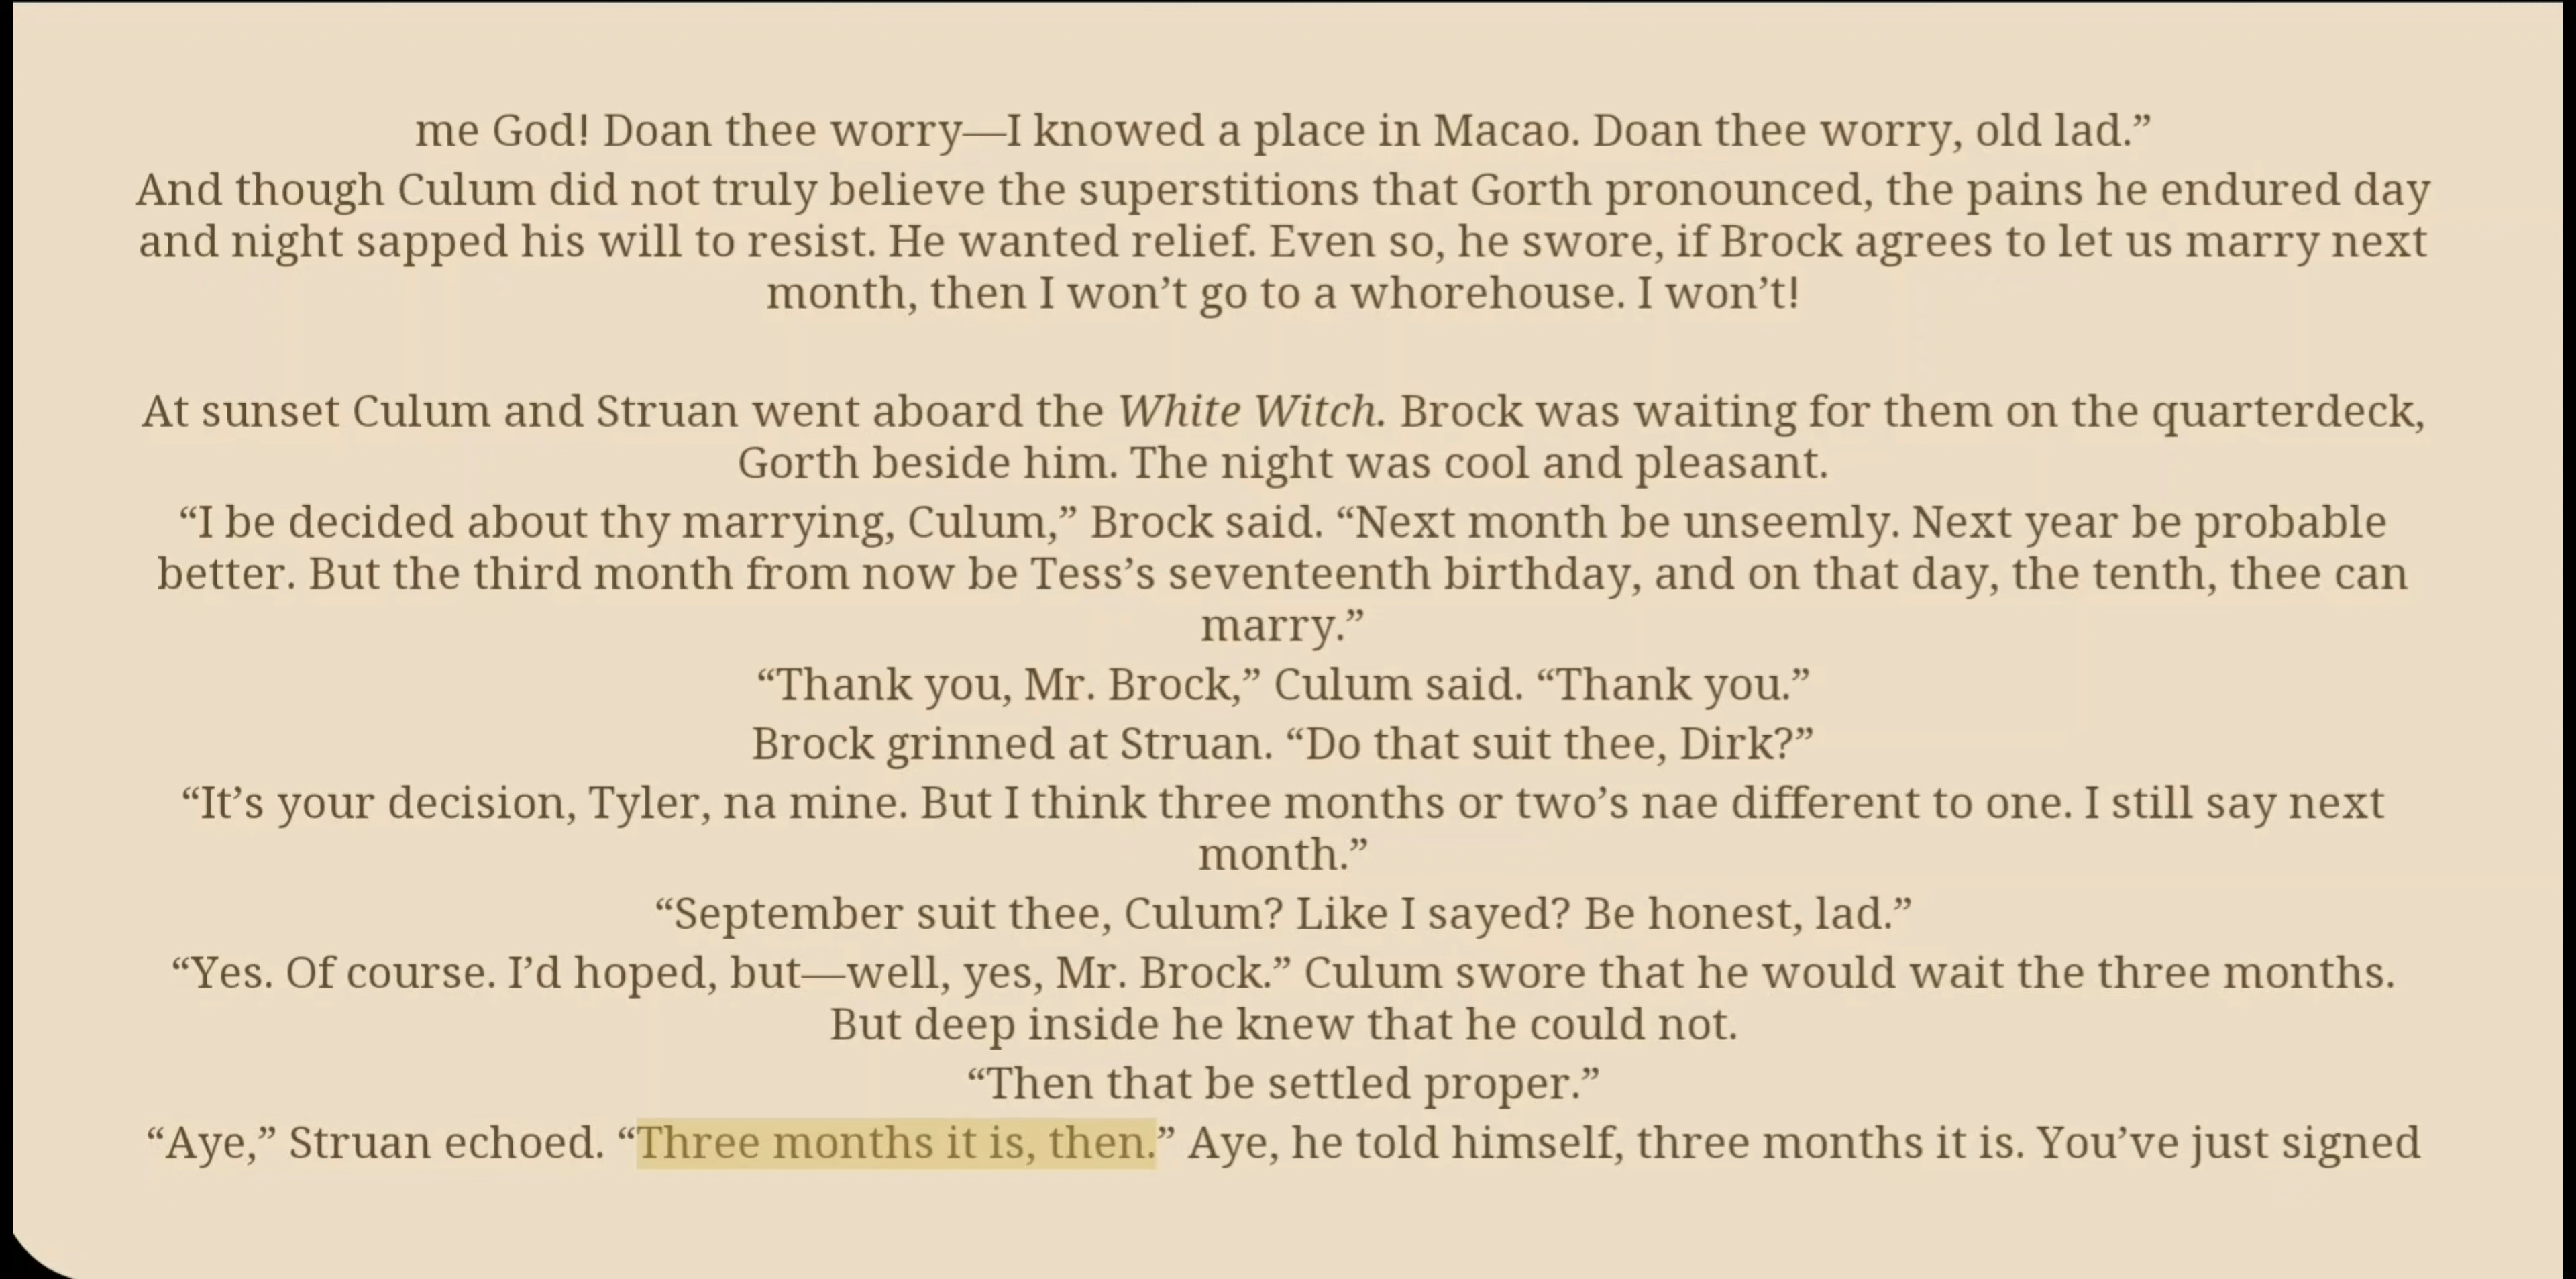 me God! Doan thee worry—I knowed a place in Macao. Doan thee worry, old lad.”
And though Culum did not truly believe the superstitions that Gorth pronounced, the pains he endured day
and night sapped his will to resist. He wanted relief. Even so, he swore, if Brock agrees to let us marry next
month, then I won’t go to a whorehouse. I won’t!
At sunset Culum and Struan went aboard the White Witch. Brock was waiting for them on the quarterdeck,
Gorth beside him. The night was cool and pleasant.
“I be decided about thy marrying, Culum,” Brock said. “Next month be unseemly. Next year be probable
better. But the third month from now be Tess’s seventeenth birthday, and on that day, the tenth, thee can
marry.”
“Thank you, Mr. Brock,” Culum said. “Thank you.”
Brock grinned at Struan. “Do that suit thee, Dirk?”
“It’s your decision, Tyler, na mine. But I think three months or two’s nae different to one. I still say next
month.”
“September suit thee, Culum? Like I sayed? Be honest, lad.”
“Yes. Of course. I’d hoped, but—well, yes, Mr. Brock.” Culum swore that he would wait the three months.
But deep inside he knew that he could not.
“Then that be settled proper.”
“Aye,” Struan echoed. “Three months it is, then.” Aye, he told himself, three months it is. You’ve just signed